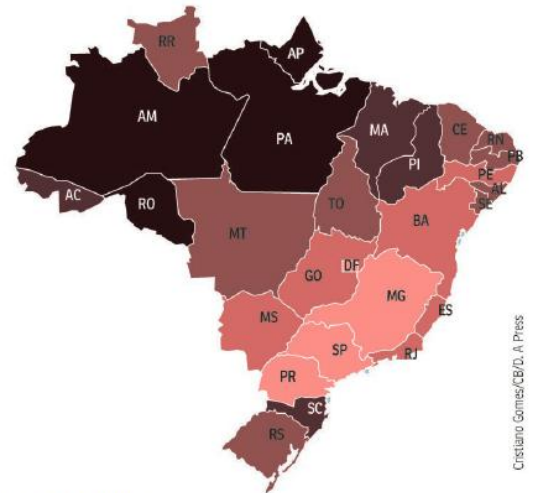 RR
AP
AM
PA
MA
CE
RN
PB
PI
PE
AL
SE
AC
RO
TO
BA
MT
DF
GO
MG
ES
MS
SP
RJ
PR
SC
RS
Cristiano Gomes/CB/D. A Press